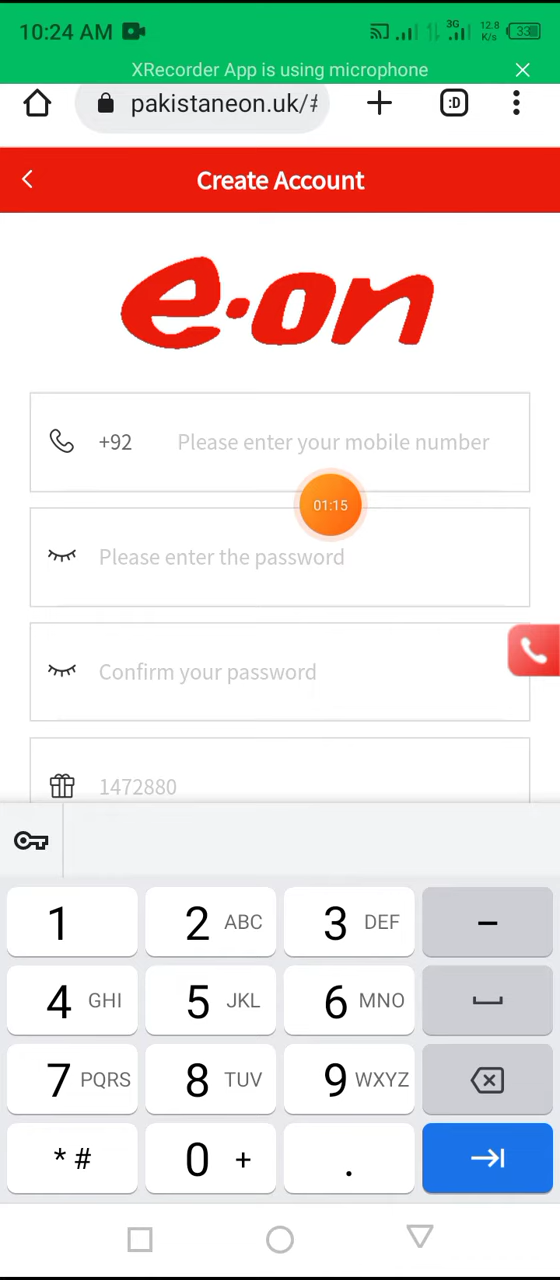 10:24 AM 3G 12.8 K/s 33
XRecorder App is using microphone
pakistaneon.uk/# :D
Create Account
e·on
+92 Please enter your mobile number
01:15
Please enter the password
Confirm your password
1472880
1 2 ABC 3 DEF –
4 GHI 5 JKL 6 MNO
7 PQRS 8 TUV 9 WXYZ
* # 0 + .